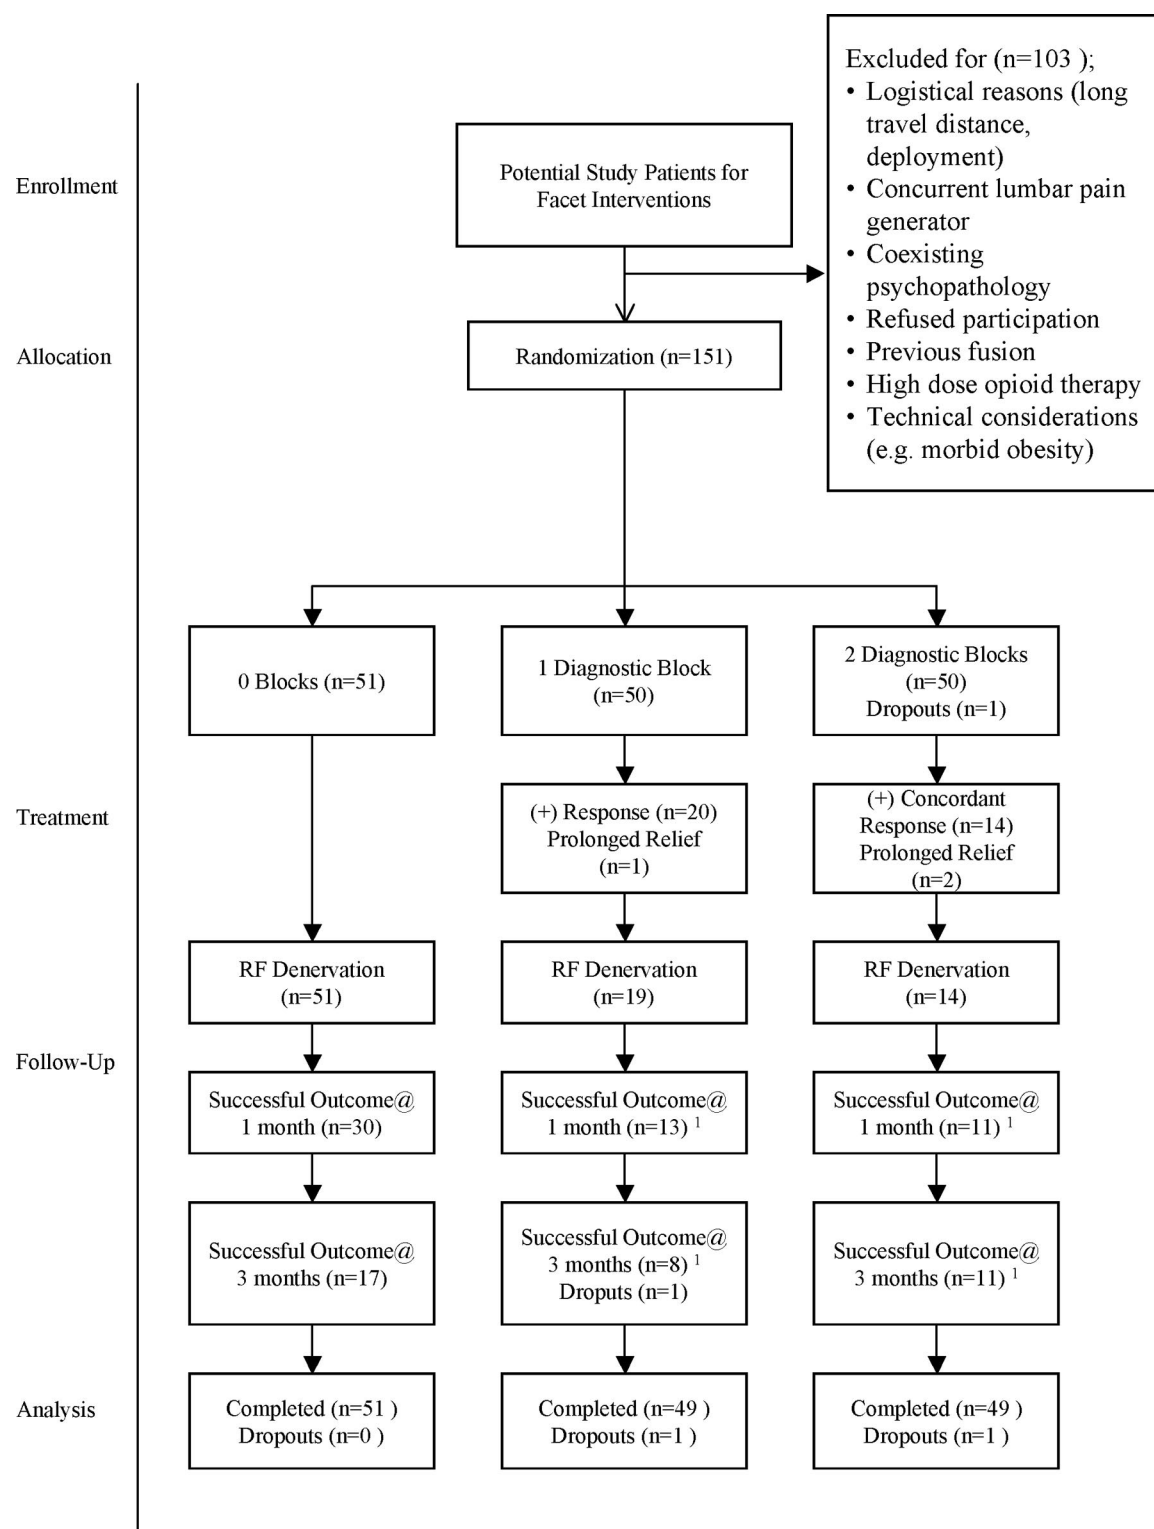 Excluded for (n=103 );
• Logistical reasons (long
travel distance,
deployment)
• Concurrent lumbar pain
generator
• Coexisting
psychopathology
• Refused participation
• Previous fusion
• High dose opioid therapy
• Technical considerations
(e.g. morbid obesity)
Enrollment
Potential Study Patients for
Facet Interventions
Allocation
Randomization (n=151)
0 Blocks (n=51)
1 Diagnostic Block
(n=50)
2 Diagnostic Blocks
(n=50)
Dropouts (n=1)
Treatment
(+) Response (n=20)
Prolonged Relief
(n=1)
(+) Concordant
Response (n=14)
Prolonged Relief
(n=2)
RF Denervation
(n=51)
RF Denervation
(n=19)
RF Denervation
(n=14)
Follow-Up
Successful Outcome@
1 month (n=30)
Successful Outcome@
1 month (n=13) 1
Successful Outcome@
1 month (n=11) 1
Successful Outcome@
3 months (n=17)
Successful Outcome@
3 months (n=8) 1
Droputs (n=1)
Successful Outcome@
3 months (n=11) 1
Analysis
Completed (n=51 )
Dropouts (n=0 )
Completed (n=49 )
Dropouts (n=1 )
Completed (n=49 )
Dropouts (n=1 )